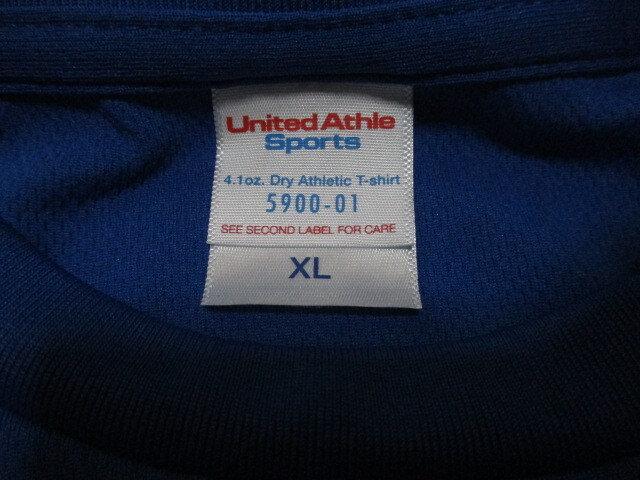 United Athle
Sports
4.1oz. Dry Athletic T-shirt
5900-01
SEE SECOND LABEL FOR CARE
XL